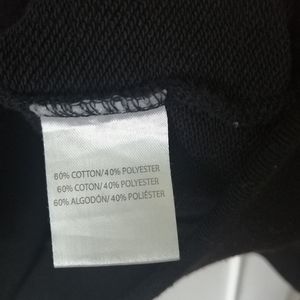 60% COTTON/ 40% POLYESTER
60% COTON/ 40% POLYESTER
60% ALGODÓN/ 40% POLIÉSTER